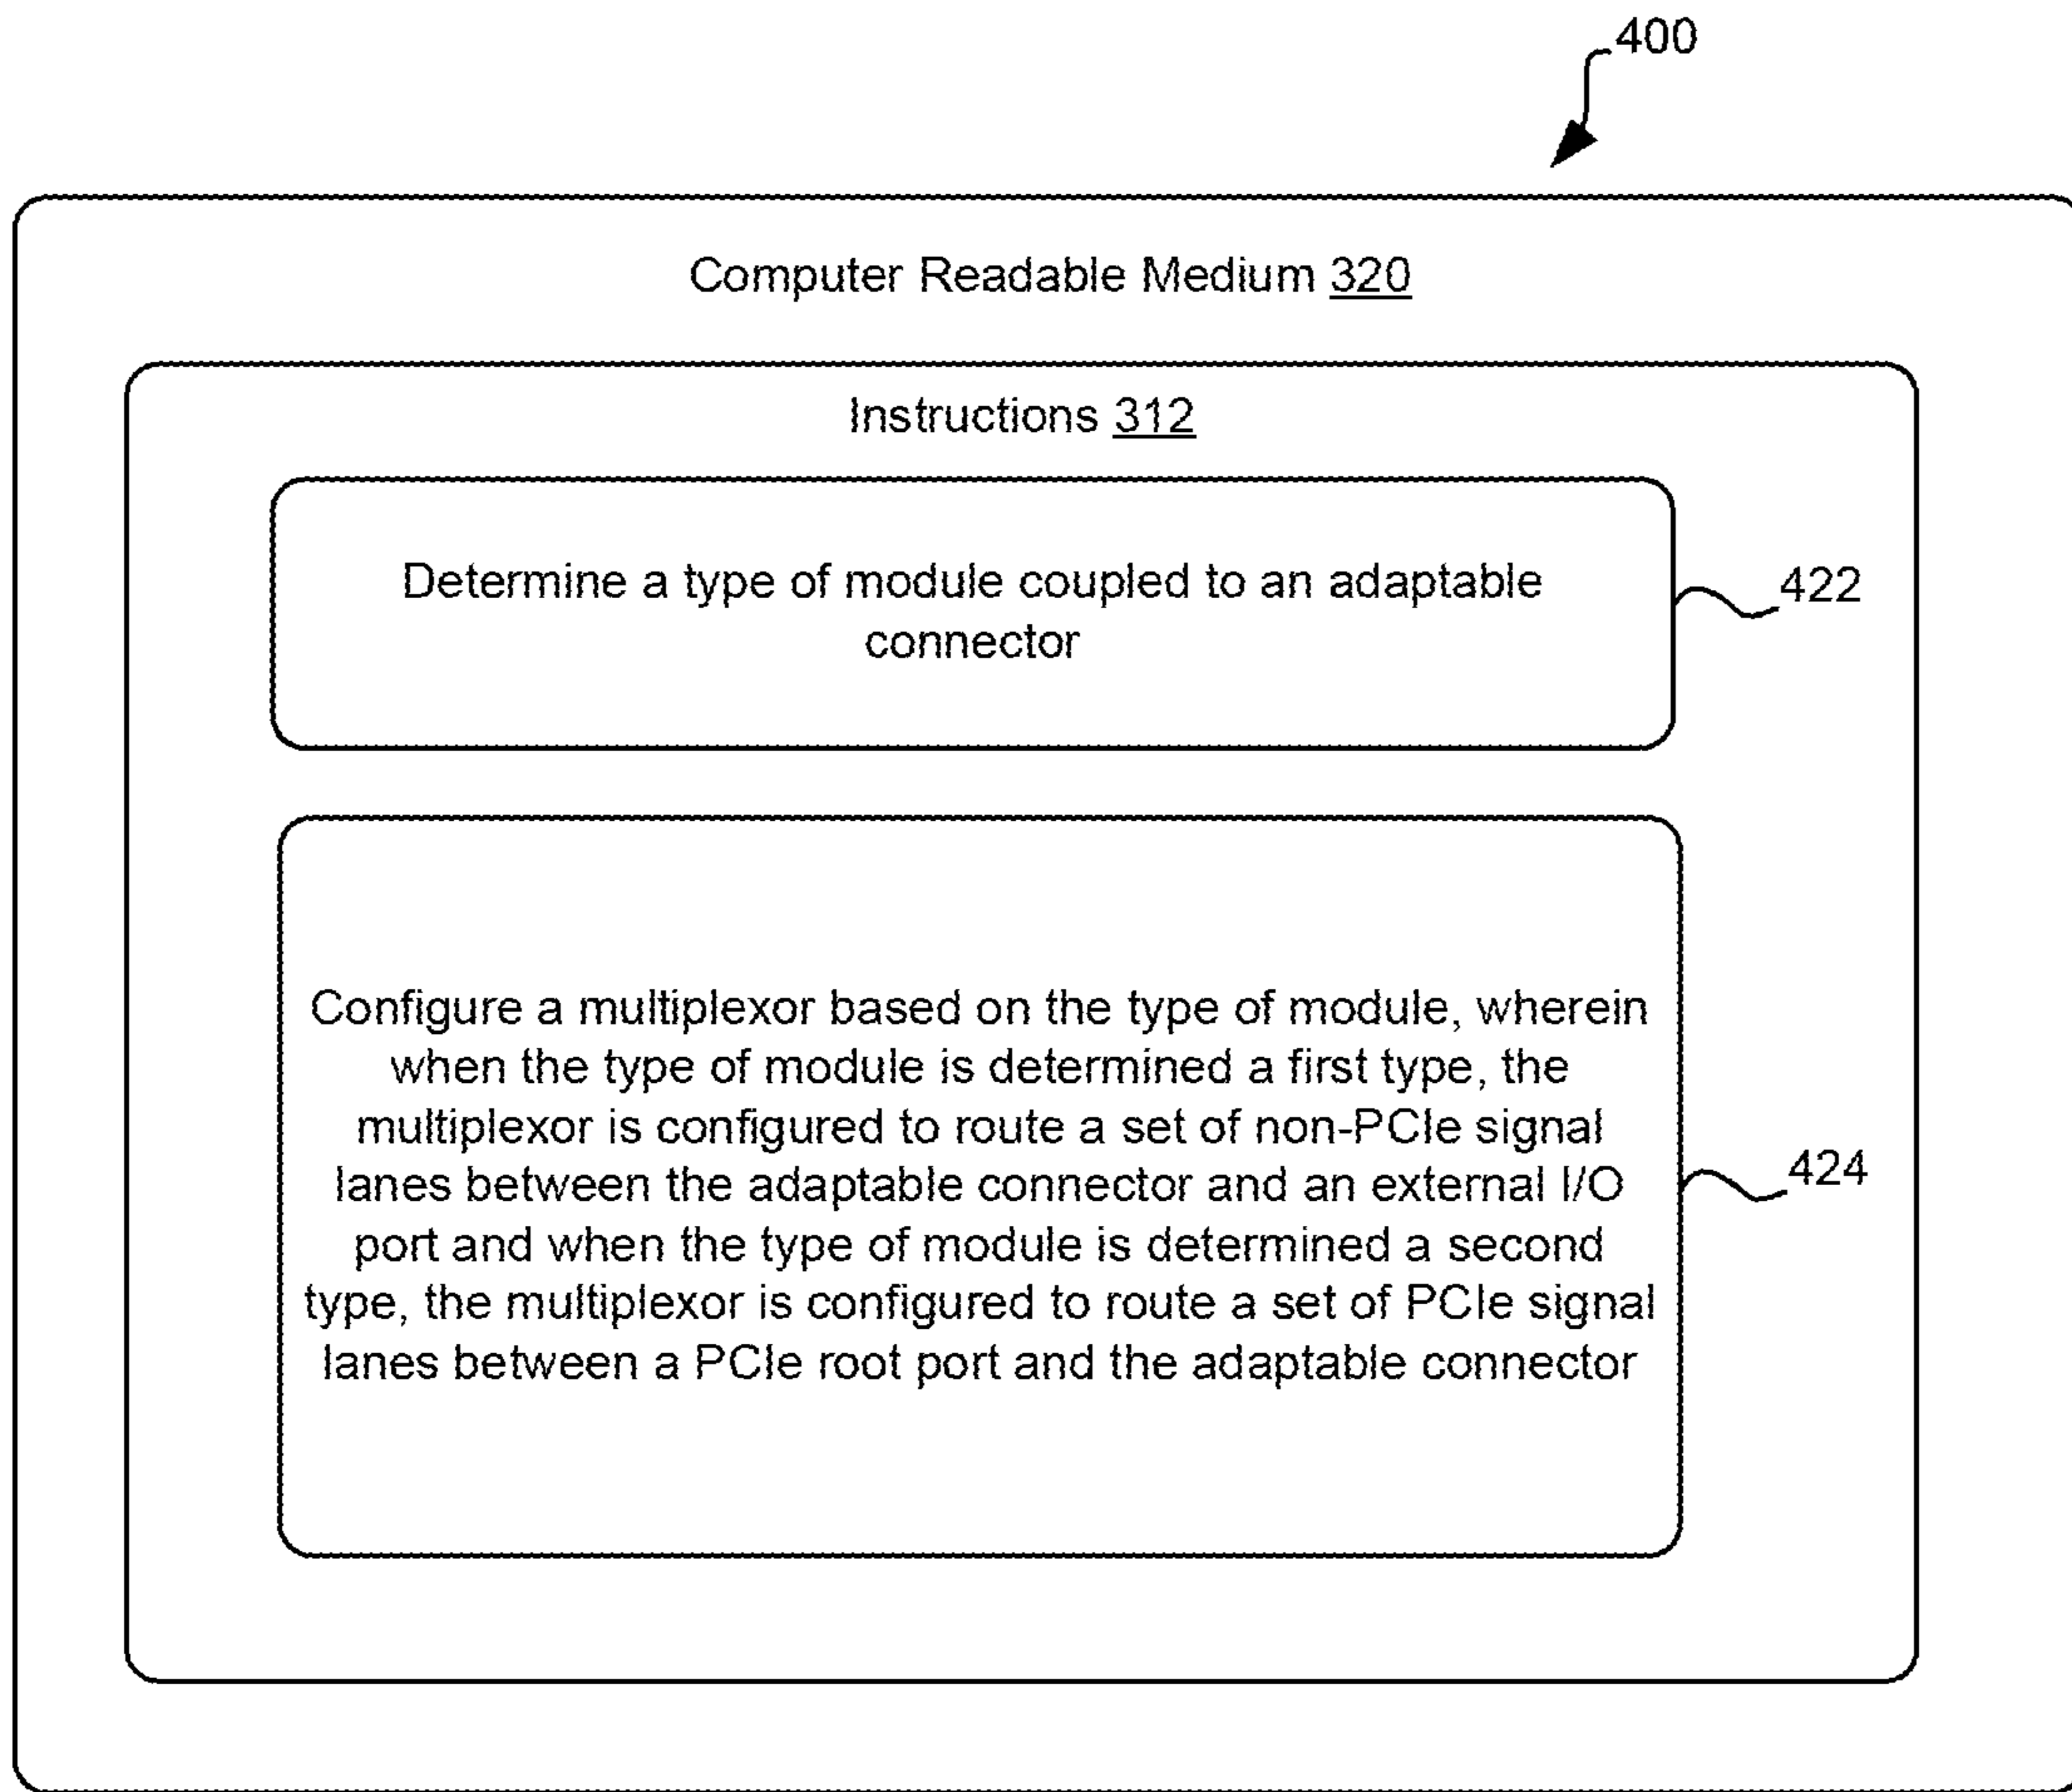 400
Computer Readable Medium 320
Instructions 312
Determine a type of module coupled to an adaptable
connector
422
Configure a multiplexor based on the type of module, wherein
when the type of module is determined a first type, the
multiplexor is configured to route a set of non-PCIe signal
lanes between the adaptable connector and an external I/O
port and when the type of module is determined a second
type, the multiplexor is configured to route a set of PCIe signal
lanes between a PCIe root port and the adaptable connector
424